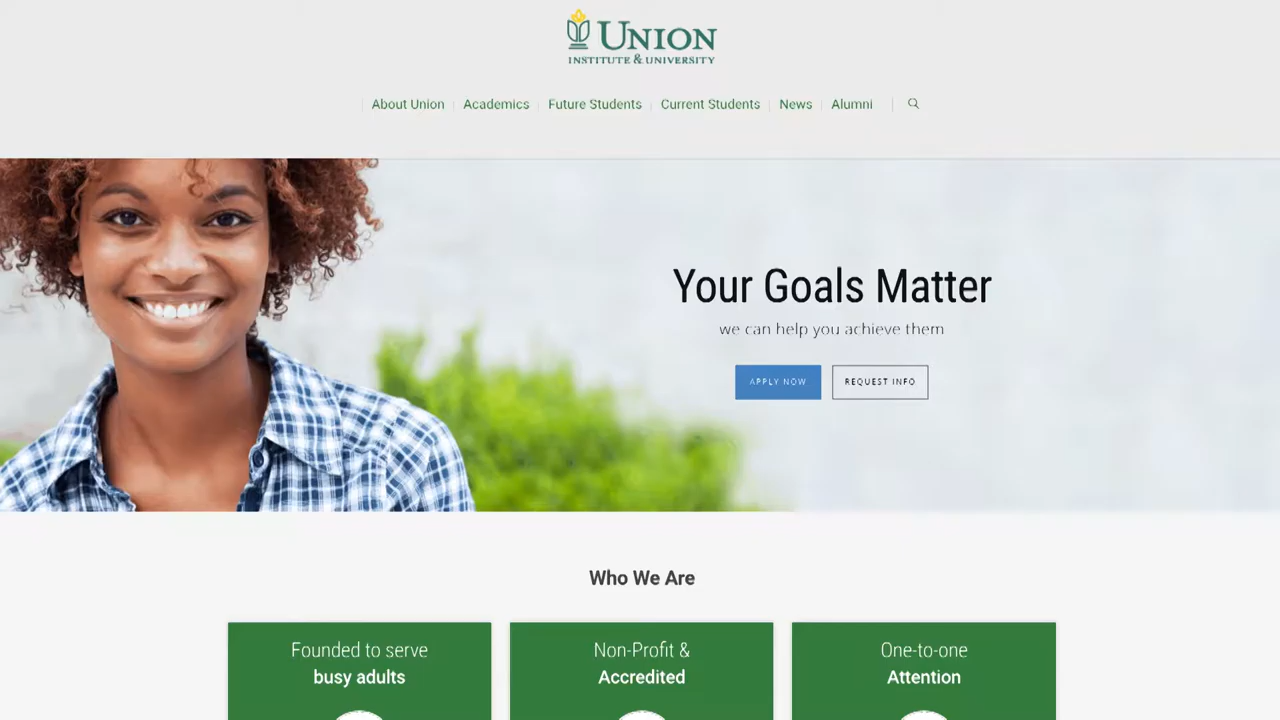 UNION
INSTITUTE & UNIVERSITY
About Union
Academics
Future Students
Current Students
News
Alumni
Your Goals Matter
we can help you achieve them
APPLY NOW
REQUEST INFO
Who We Are
Founded to serve
busy adults
Non-Profit &
Accredited
One-to-one
Attention